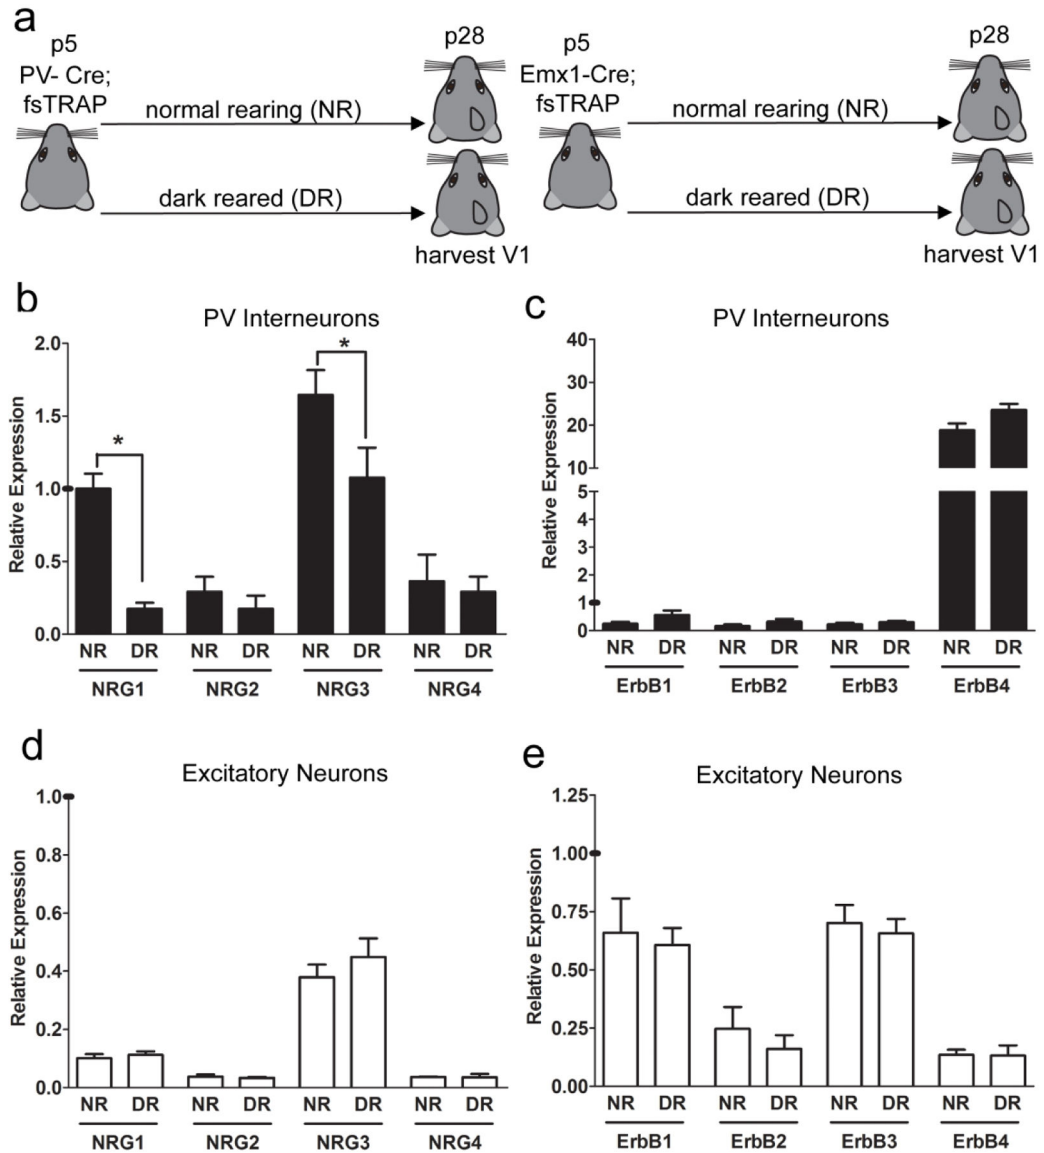 a
p5
PV- Cre;
fsTRAP
normal rearing (NR)
dark reared (DR)
p28
harvest V1
p5
Emx1-Cre;
fsTRAP
normal rearing (NR)
dark reared (DR)
p28
harvest V1
b
PV Interneurons
Relative Expression
2.0
1.5
1.0
0.5
0.0
*
*
NR DR NR DR NR DR NR DR
NRG1 NRG2 NRG3 NRG4
c
PV Interneurons
Relative Expression
40
30
20
10
5
4
3
2
1
0
NR DR NR DR NR DR NR DR
ErbB1 ErbB2 ErbB3 ErbB4
d
Excitatory Neurons
Relative Expression
1.0
0.8
0.6
0.4
0.2
0.0
NR DR NR DR NR DR NR DR
NRG1 NRG2 NRG3 NRG4
e
Excitatory Neurons
Relative Expression
1.25
1.00
0.75
0.50
0.25
0.00
NR DR NR DR NR DR NR DR
ErbB1 ErbB2 ErbB3 ErbB4